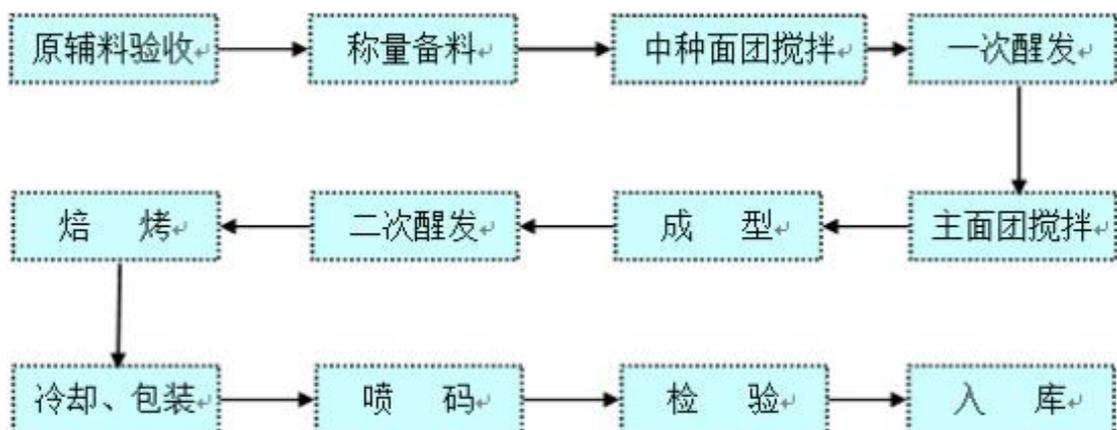 原辅料验收 称量备料 中种面团搅拌 一次醒发
焙 烤 二次醒发 成 型 主面团搅拌
冷却、包装 喷 码 检 验 入 库